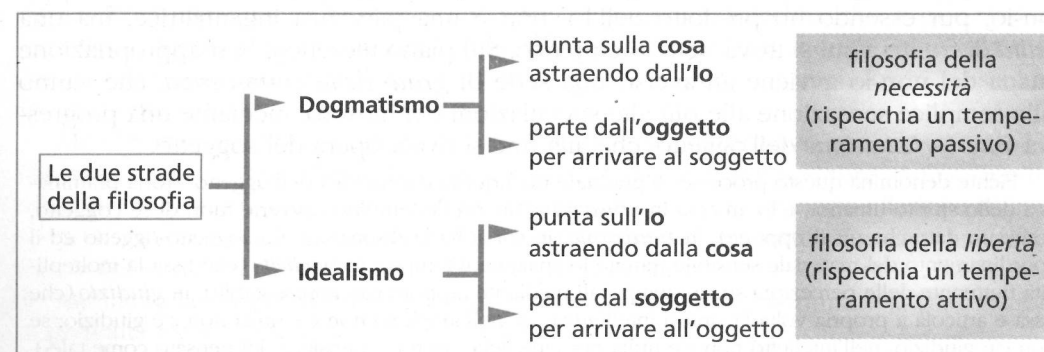 Le due strade
della filosofia
Dogmatismo
punta sulla cosa
astraendo dall'Io
parte dall'oggetto
per arrivare al soggetto
filosofia della
necessità
(rispecchia un tempe-
ramento passivo)
Idealismo
punta sull'Io
astraendo dalla cosa
parte dal soggetto
per arrivare all'oggetto
filosofia della libertà
(rispecchia un tempe-
ramento attivo)